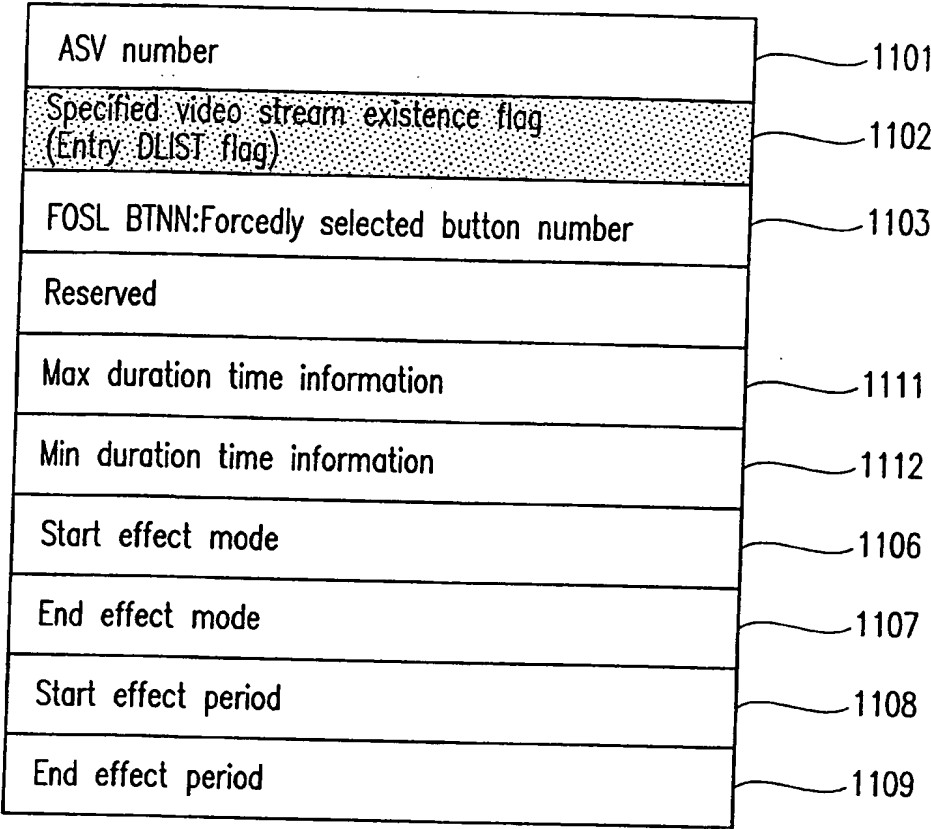 ASV number
1101
Specified video stream existence flag
(Entry DLIST flag)
1102
FOSL BTNN:Forcedly selected button number
1103
Reserved
Max duration time information
1111
Min duration time information
1112
Start effect mode
1106
End effect mode
1107
Start effect period
1108
End effect period
1109